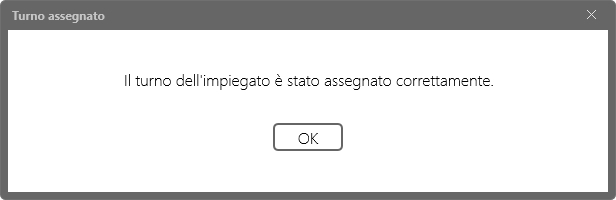 Turno assegnato
Il turno dell'impiegato è stato assegnato correttamente.
OK